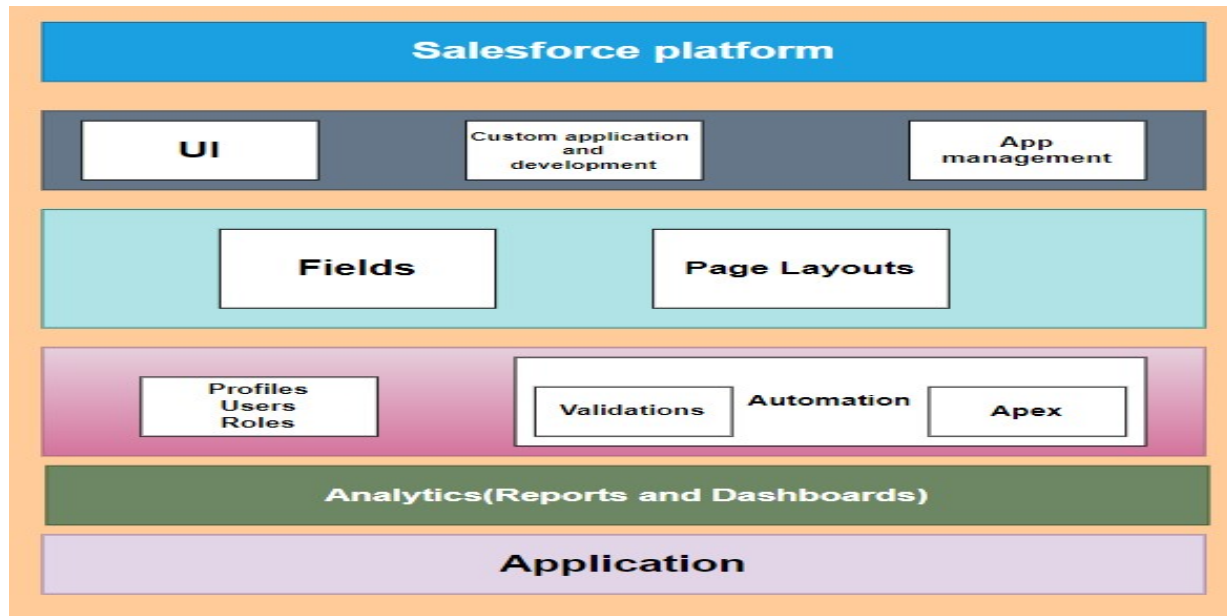 Salesforce platform
UI
Custom application
and
development
App
management
Fields
Page Layouts
Profiles
Users
Roles
Validations
Automation
Apex
Analytics(Reports and Dashboards)
Application